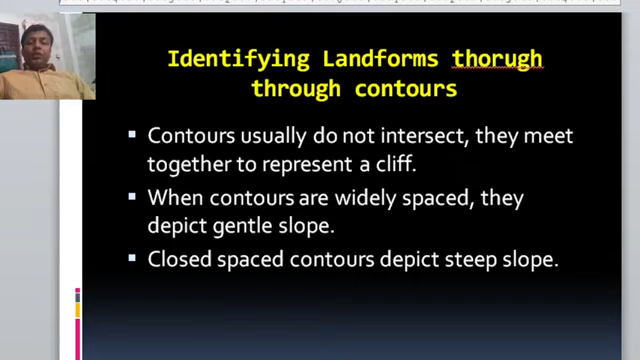 Identifying Landforms thorugh
through contours
▪ Contours usually do not intersect, they meet
together to represent a cliff.
▪ When contours are widely spaced, they
depict gentle slope.
▪ Closed spaced contours depict steep slope.